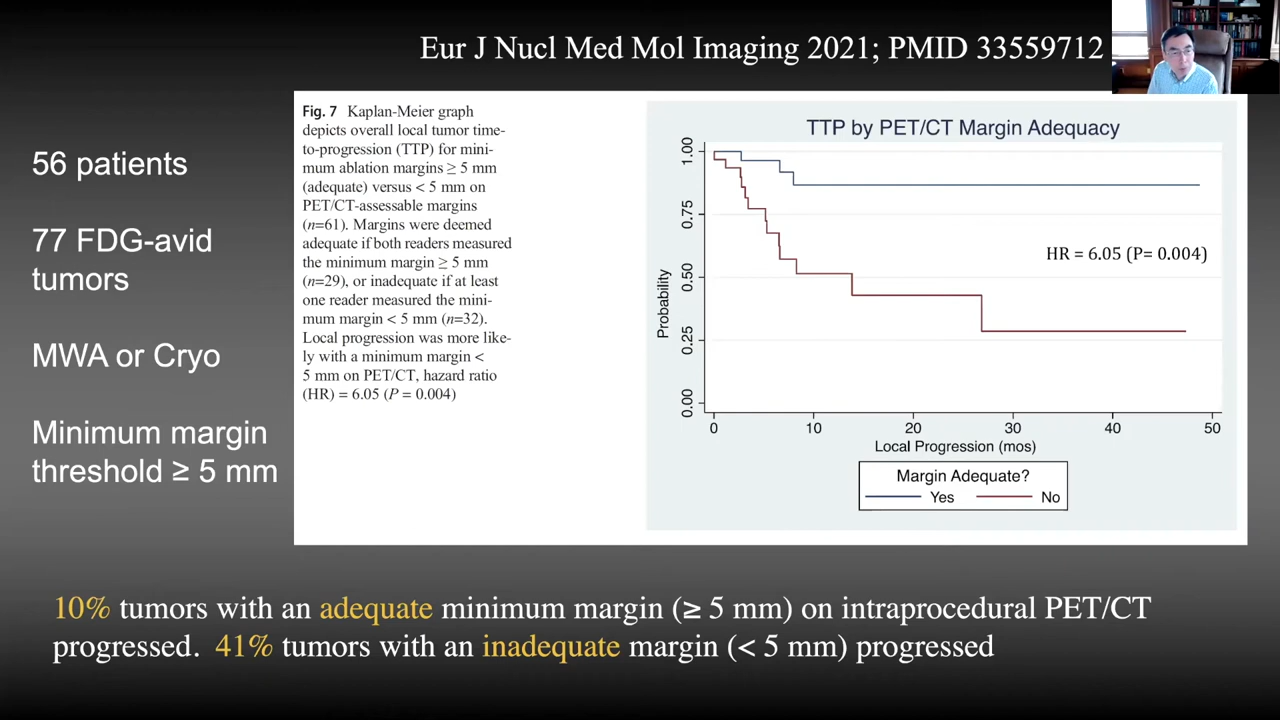 Eur J Nucl Med Mol Imaging 2021; PMID 33559712
56 patients
77 FDG-avid
tumors
MWA or Cryo
Minimum margin
threshold ≥ 5 mm
Fig. 7 Kaplan-Meier graph
depicts overall local tumor time-
to-progression (TTP) for mini-
mum ablation margins ≥ 5 mm
(adequate) versus < 5 mm on
PET/CT-assessable margins
(n=61). Margins were deemed
adequate if both readers measured
the minimum margin ≥ 5 mm
(n=29), or inadequate if at least
one reader measured the mini-
mum margin < 5 mm (n=32).
Local progression was more like-
ly with a minimum margin <
5 mm on PET/CT, hazard ratio
(HR) = 6.05 (P = 0.004)
TTP by PET/CT Margin Adequacy
1.00
0.75
0.50
0.25
0.00
Probability
HR = 6.05 (P= 0.004)
0 10 20 30 40 50
Local Progression (mos)
Margin Adequate?
Yes No
10% tumors with an adequate minimum margin (≥ 5 mm) on intraprocedural PET/CT
progressed. 41% tumors with an inadequate margin (< 5 mm) progressed